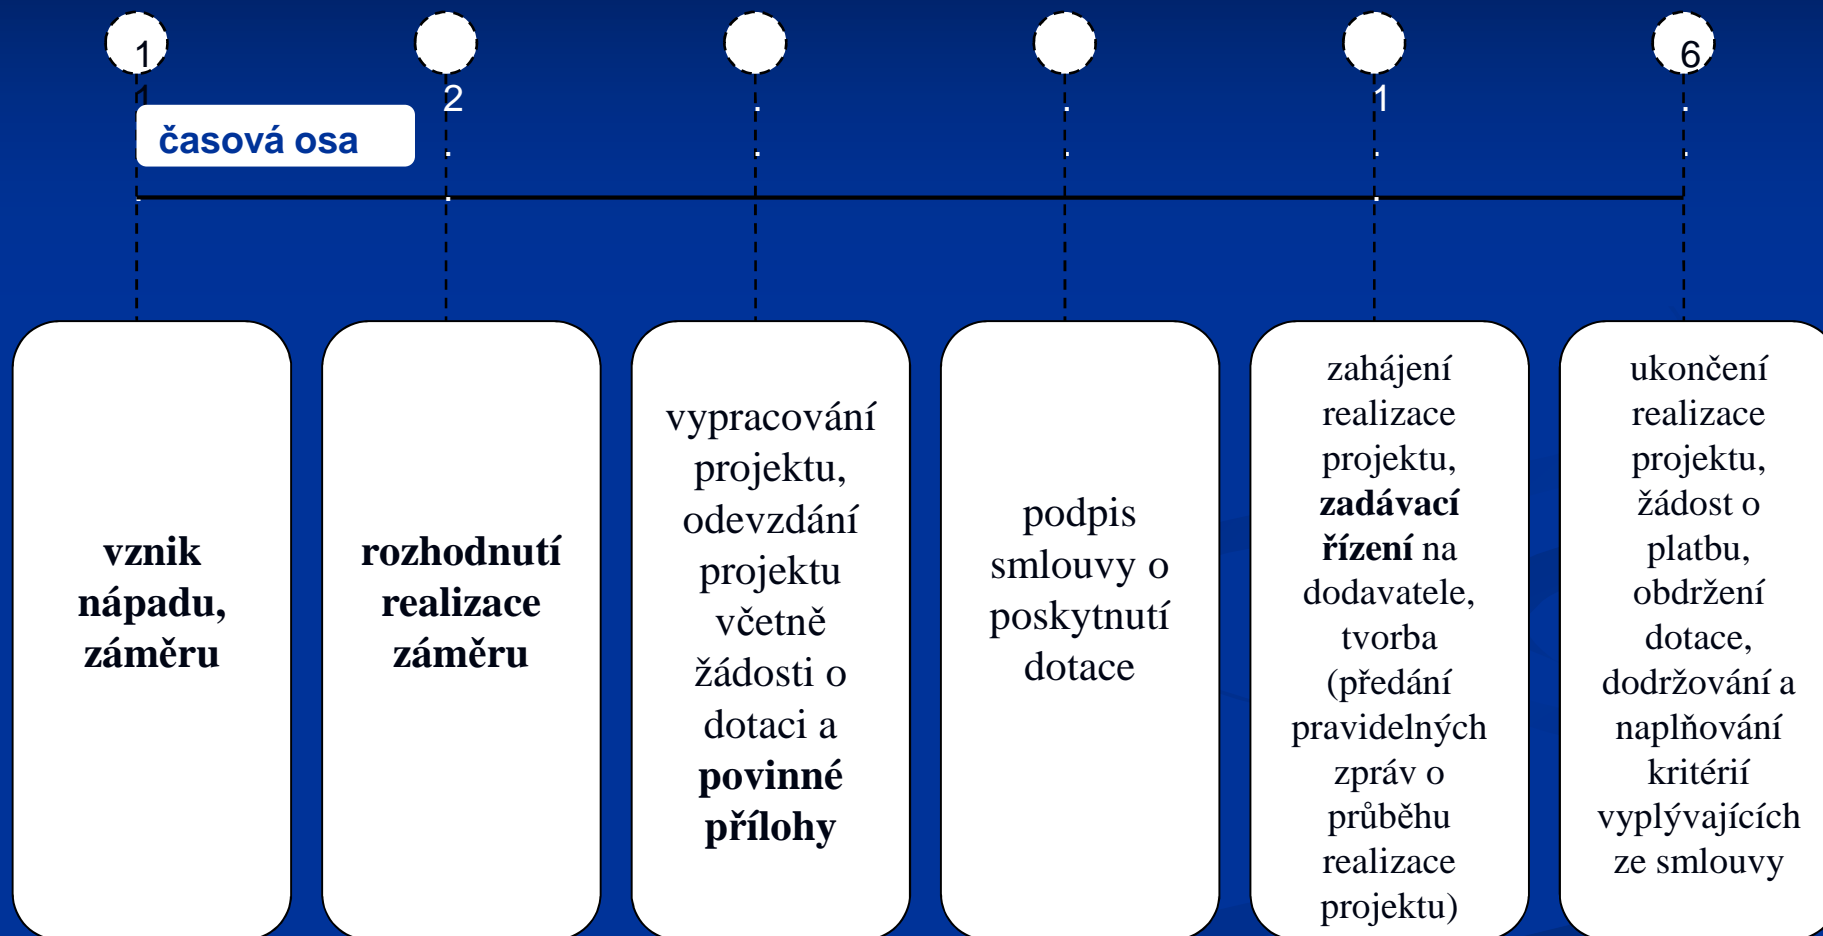 1
6
1
2
.
.
1
.
časová osa
.
.
.
.
.
.
.
.
vznik
nápadu,
záměru
rozhodnutí
realizace
záměru
vypracování
projektu,
odevzdání
projektu
včetně
žádosti o
dotaci a
povinné
přílohy
podpis
smlouvy o
poskytnutí
dotace
zahájení
realizace
projektu,
zadávací
řízení na
dodavatele,
tvorba
(předání
pravidelných
zpráv o
průběhu
realizace
projektu)
ukončení
realizace
projektu,
žádost o
platbu,
obdržení
dotace,
dodržování a
naplňování
kritérií
vyplývajících
ze smlouvy